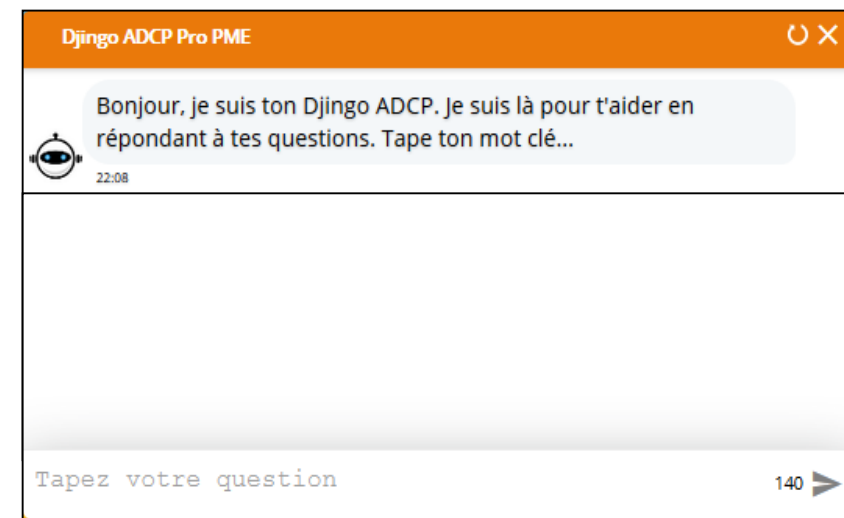 Djingo ADCP Pro PME
Bonjour, je suis ton Djingo ADCP. Je suis là pour t'aider en
répondant à tes questions. Tape ton mot clé...
22:08
Tapez votre question
140